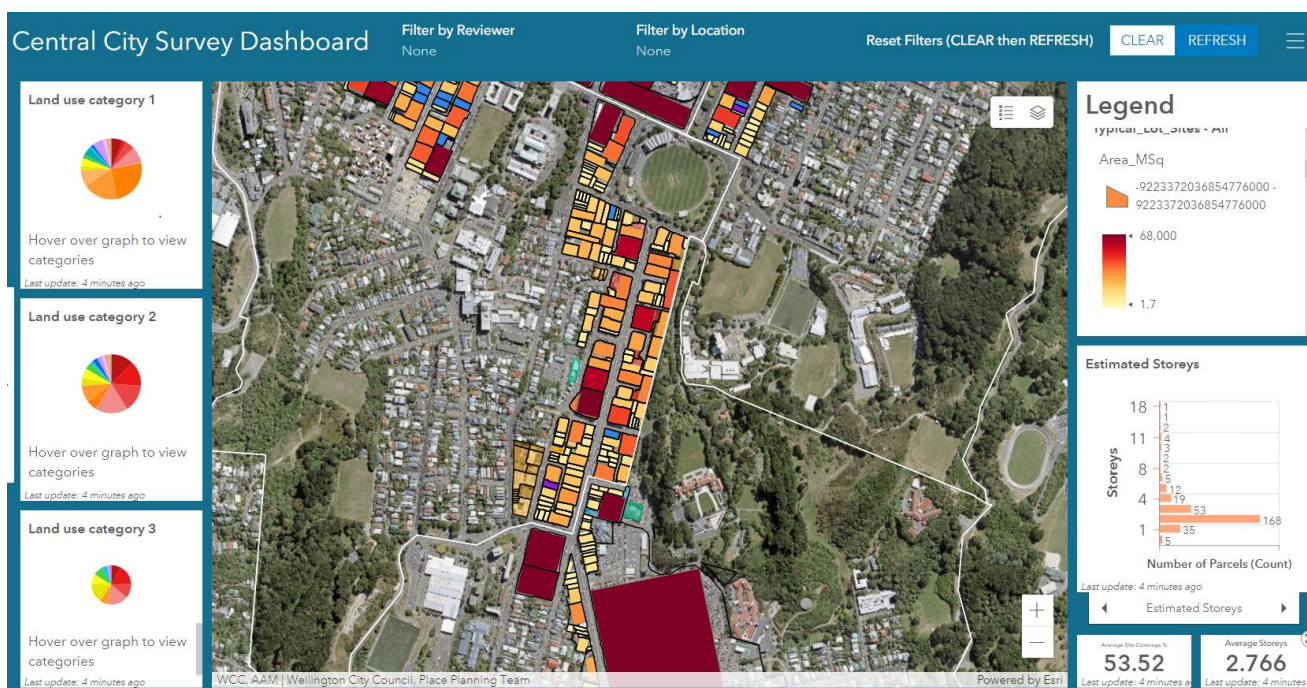 Central City Survey Dashboard
Filter by Reviewer
None
Filter by Location
None
Reset Filters (CLEAR then REFRESH)
CLEAR
REFRESH
Land use category 1
Hover over graph to view
categories
Last update: 4 minutes ago
Land use category 2
Hover over graph to view
categories
Last update: 4 minutes ago
Land use category 3
Hover over graph to view
categories
Last update: 4 minutes ago
WCC, AAM | Wellington City Council, Place Planning Team
Powered by Esri
Legend
Typical_Lot_Sites - All
Area_MSq
-9223372036854776000 -
9223372036854776000
68,000
1.7
Estimated Storeys
Storeys
18
11
8
4
1
1
1
2
4
3
2
2
5
12
19
53
168
35
5
Number of Parcels (Count)
Last update: 4 minutes ago
Estimated Storeys
Average Site Coverage %
53.52
Last update: 4 minutes a
Average Storeys
2.766
Last update: 4 minutes